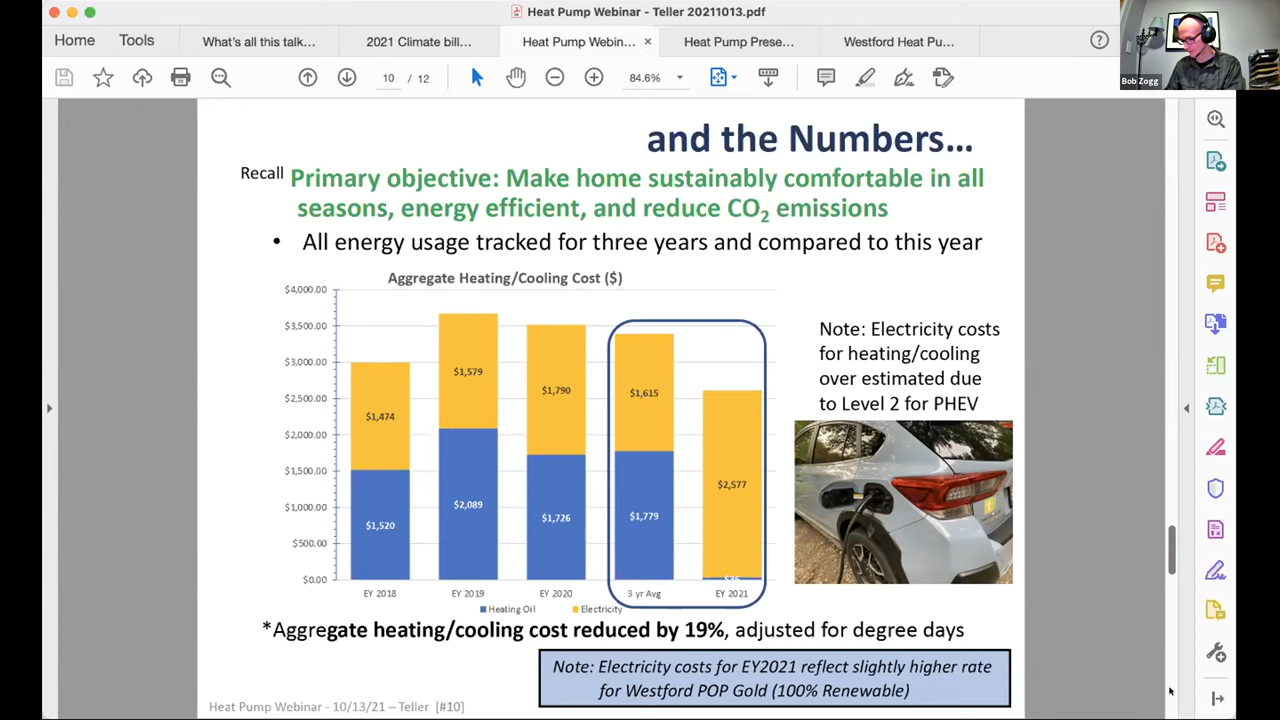 Heat Pump Webinar - Teller 20211013.pdf
Home
Tools
What's all this talk...
2021 Climate bill...
Heat Pump Webin...
Heat Pump Prese...
Westford Heat Pu...
10 / 12
84.6%
Bob Zogg
and the Numbers...
Recall
Primary objective: Make home sustainably comfortable in all
seasons, energy efficient, and reduce CO2 emissions
• All energy usage tracked for three years and compared to this year
Aggregate Heating/Cooling Cost ($)
$4,000.00
$3,500.00
$3,000.00
$2,500.00
$2,000.00
$1,500.00
$1,000.00
$500.00
$0.00
$1,474
$1,520
$1,579
$2,089
$1,790
$1,726
$1,615
$1,779
$2,577
EY 2018
EY 2019
EY 2020
3 yr Avg
EY 2021
Heating Oil
Electricity
Note: Electricity costs
for heating/cooling
over estimated due
to Level 2 for PHEV
*Aggregate heating/cooling cost reduced by 19%, adjusted for degree days
Note: Electricity costs for EY2021 reflect slightly higher rate
for Westford POP Gold (100% Renewable)
Heat Pump Webinar - 10/13/21 – Teller [#10]